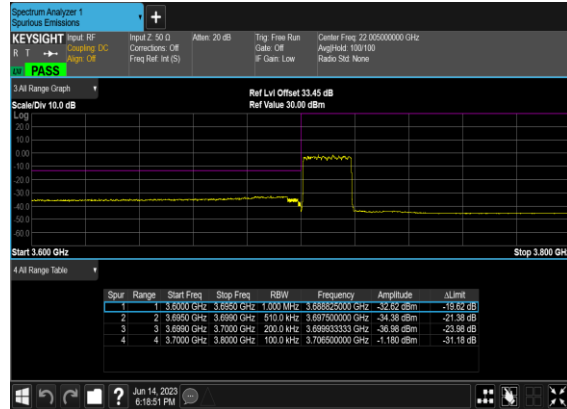 Spectrum Analyzer 1
Spurious Emissions
+
KEYSIGHT Input: RF Input Z: 50 Ω Atten: 20 dB Trig: Free Run Center Freq: 22.005000000 GHz
R T Coupling: DC Corrections: Off Gate: Off Avg|Hold: 100/100
Align: Off Freq Ref: Int (S) IF Gain: Low Radio Std: None
PASS
3 All Range Graph
Ref Lvl Offset 33.45 dB
Scale/Div 10.0 dB Ref Value 30.00 dBm
Log
20.0
10.0
0.00
-10.0
-20.0
-30.0
-40.0
-50.0
-60.0
Start 3.600 GHz Stop 3.800 GHz
4 All Range Table
Spur Range Start Freq Stop Freq RBW Frequency Amplitude ΔLimit
1 1 3.6000 GHz 3.6950 GHz 1.000 MHz 3.688825000 GHz -32.62 dBm -19.62 dB
2 2 3.6950 GHz 3.6990 GHz 510.0 kHz 3.697500000 GHz -34.38 dBm -21.38 dB
3 3 3.6990 GHz 3.7000 GHz 200.0 kHz 3.699933333 GHz -36.98 dBm -23.98 dB
4 4 3.7000 GHz 3.8000 GHz 100.0 kHz 3.706500000 GHz -1.180 dBm -31.18 dB
? Jun 14, 2023
6:18:51 PM